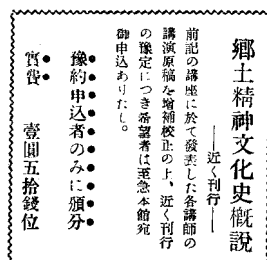 鄕土精神文化史槪說
——近く刊行——
前記の講座に於て發表した各講師の
講演原稿を增補校正の上、近く刊行
の豫定につき希望者は至急本館宛
御申込ありたし。
豫約申込者のみに頒分
實費　壹圓五拾錢位